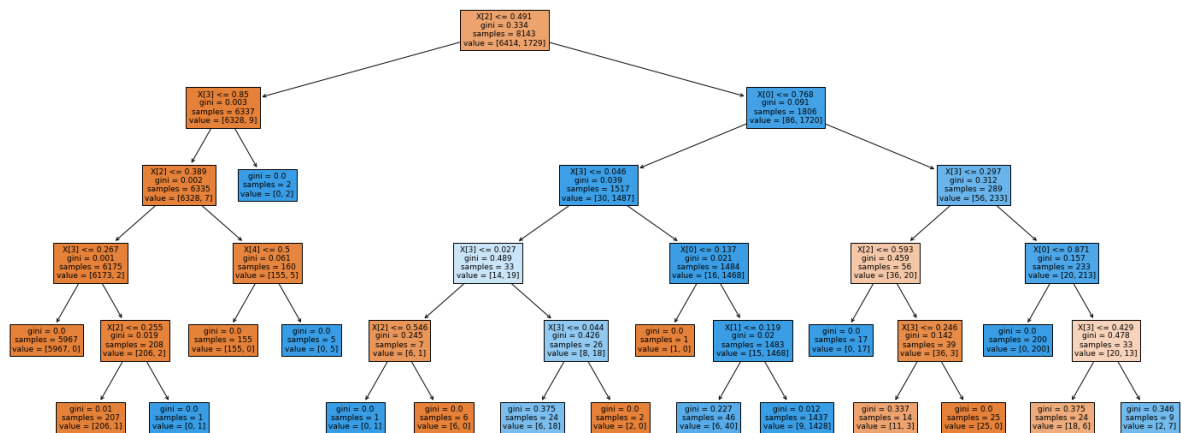 X[2] <= 0.491
gini = 0.334
samples = 8143
value = [6414, 1729]
X[3] <= 0.85
gini = 0.003
samples = 6337
value = [6328, 9]
X[0] <= 0.768
gini = 0.091
samples = 1806
value = [86, 1720]
X[2] <= 0.389
gini = 0.002
samples = 6335
value = [6328, 7]
gini = 0.0
samples = 2
value = [0, 2]
X[3] <= 0.046
gini = 0.039
samples = 1517
value = [30, 1487]
X[3] <= 0.297
gini = 0.312
samples = 289
value = [56, 233]
X[3] <= 0.267
gini = 0.001
samples = 6175
value = [6173, 2]
X[4] <= 0.5
gini = 0.061
samples = 160
value = [155, 5]
X[3] <= 0.027
gini = 0.489
samples = 33
value = [14, 19]
X[0] <= 0.137
gini = 0.021
samples = 1484
value = [16, 1468]
X[2] <= 0.593
gini = 0.459
samples = 56
value = [36, 20]
X[0] <= 0.871
gini = 0.157
samples = 233
value = [20, 213]
gini = 0.0
samples = 5967
value = [5967, 0]
X[2] <= 0.255
gini = 0.019
samples = 208
value = [206, 2]
gini = 0.0
samples = 155
value = [155, 0]
gini = 0.0
samples = 5
value = [0, 5]
X[2] <= 0.546
gini = 0.245
samples = 7
value = [6, 1]
X[3] <= 0.044
gini = 0.426
samples = 26
value = [8, 18]
gini = 0.0
samples = 1
value = [1, 0]
X[1] <= 0.119
gini = 0.02
samples = 1483
value = [15, 1468]
gini = 0.0
samples = 17
value = [0, 17]
X[3] <= 0.246
gini = 0.142
samples = 39
value = [36, 3]
gini = 0.0
samples = 200
value = [0, 200]
X[3] <= 0.429
gini = 0.478
samples = 33
value = [20, 13]
gini = 0.01
samples = 207
value = [206, 1]
gini = 0.0
samples = 1
value = [0, 1]
gini = 0.0
samples = 1
value = [0, 1]
gini = 0.0
samples = 6
value = [6, 0]
gini = 0.375
samples = 24
value = [6, 18]
gini = 0.0
samples = 2
value = [2, 0]
gini = 0.227
samples = 46
value = [6, 40]
gini = 0.012
samples = 1437
value = [9, 1428]
gini = 0.337
samples = 14
value = [11, 3]
gini = 0.0
samples = 25
value = [25, 0]
gini = 0.375
samples = 24
value = [18, 6]
gini = 0.346
samples = 9
value = [2, 7]